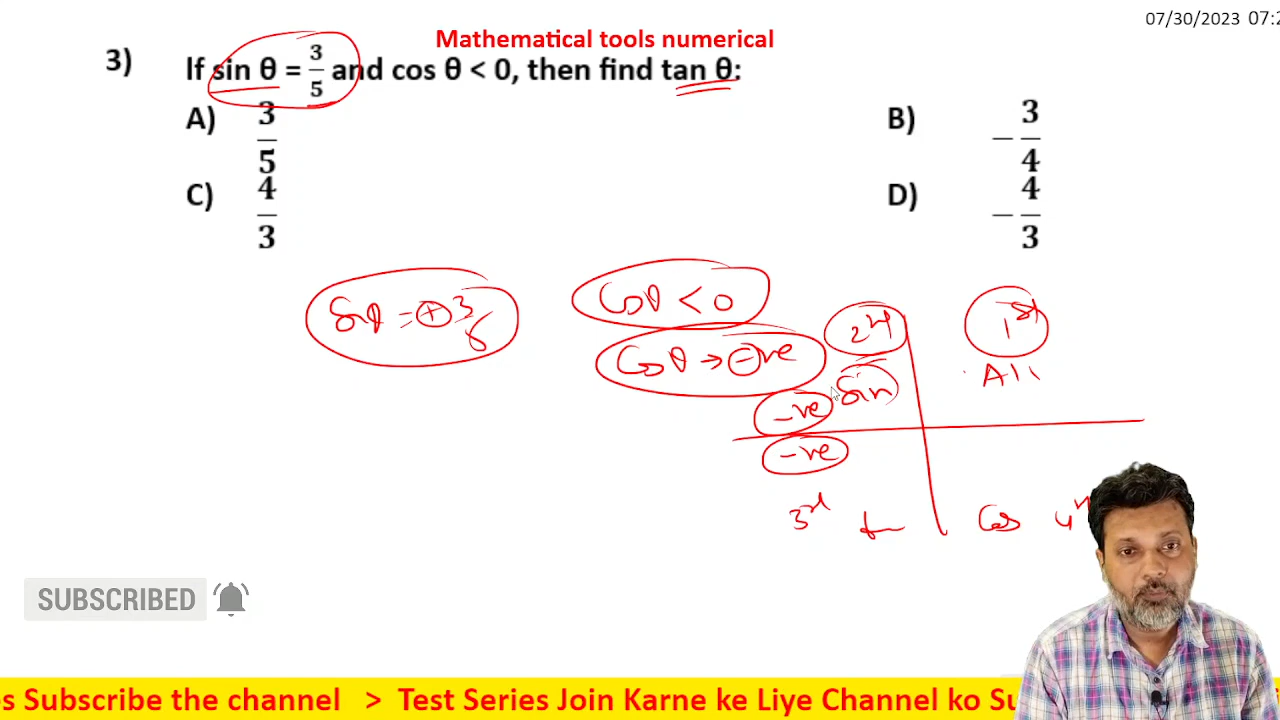 07/30/2023 07:2
Mathematical tools numerical
3) If sin θ = 3/5 and cos θ < 0, then find tan θ:
A) 3/5
B) − 3/4
C) 4/3
D) − 4/3
Sinθ = + 3/5
Cosθ < 0
Cosθ → -ve
2nd
1st
Sin
All
-ve
-ve
3rd
tan
Cos
4th
SUBSCRIBED
s Subscribe the channel > Test Series Join Karne ke Liye Channel ko Su